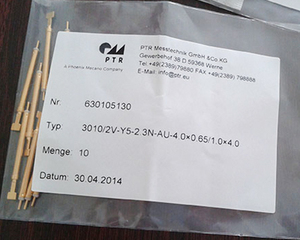 PTR
a Phoenix Mecano Company
PTR Messtechnik GmbH &Co.KG
Gewerbehof 38 D.59368 Werne
Tel.+49(2389)79880 FAX +49(2389) 798888
E-Mail: info@ptr.eu
Nr: 630105130
Typ: 3010/2V-Y5-2.3N-AU-4.0×0.65/1.0×4.0
Menge: 10
Datum: 30.04.2014